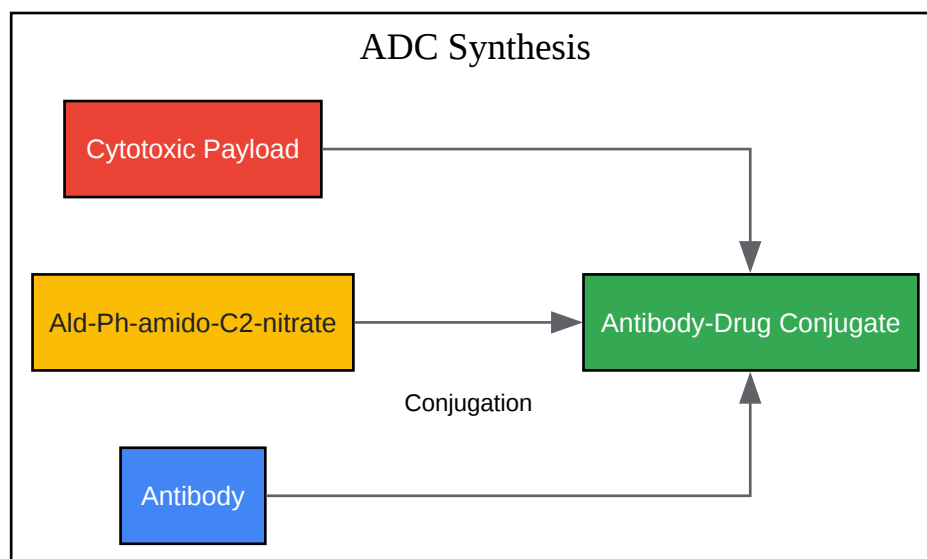 ADC Synthesis
Cytotoxic Payload
Ald-Ph-amido-C2-nitrate
Antibody-Drug Conjugate
Conjugation
Antibody